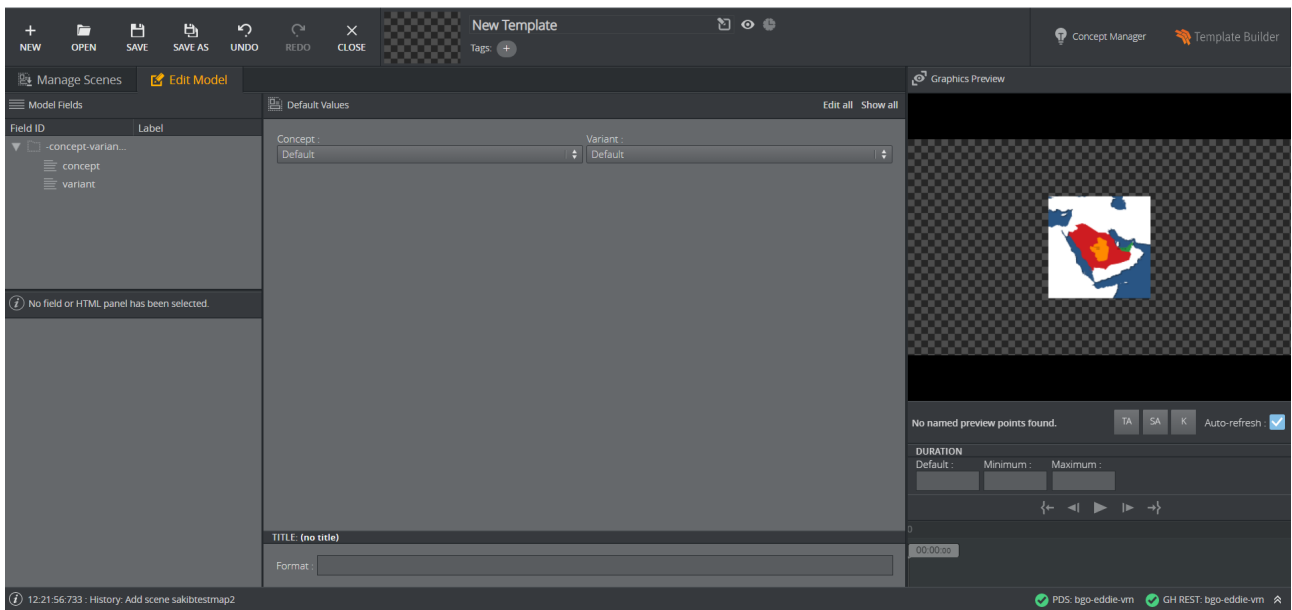 New Template
NEW OPEN SAVE SAVE AS UNDO REDO CLOSE
Tags: +
Concept Manager Template Builder
Manage Scenes Edit Model
Graphics Preview
Model Fields
Default Values Edit all Show all
Field ID Label
-concept-varian...
concept
variant
Concept : Variant :
Default Default
No field or HTML panel has been selected.
No named preview points found. TA SA K Auto-refresh :
DURATION
Default : Minimum : Maximum :
0
00:00:00
TITLE: (no title)
Format :
12:21:56:733 : History: Add scene sakibtestmap2
PDS: bgo-eddie-vm GH REST: bgo-eddie-vm